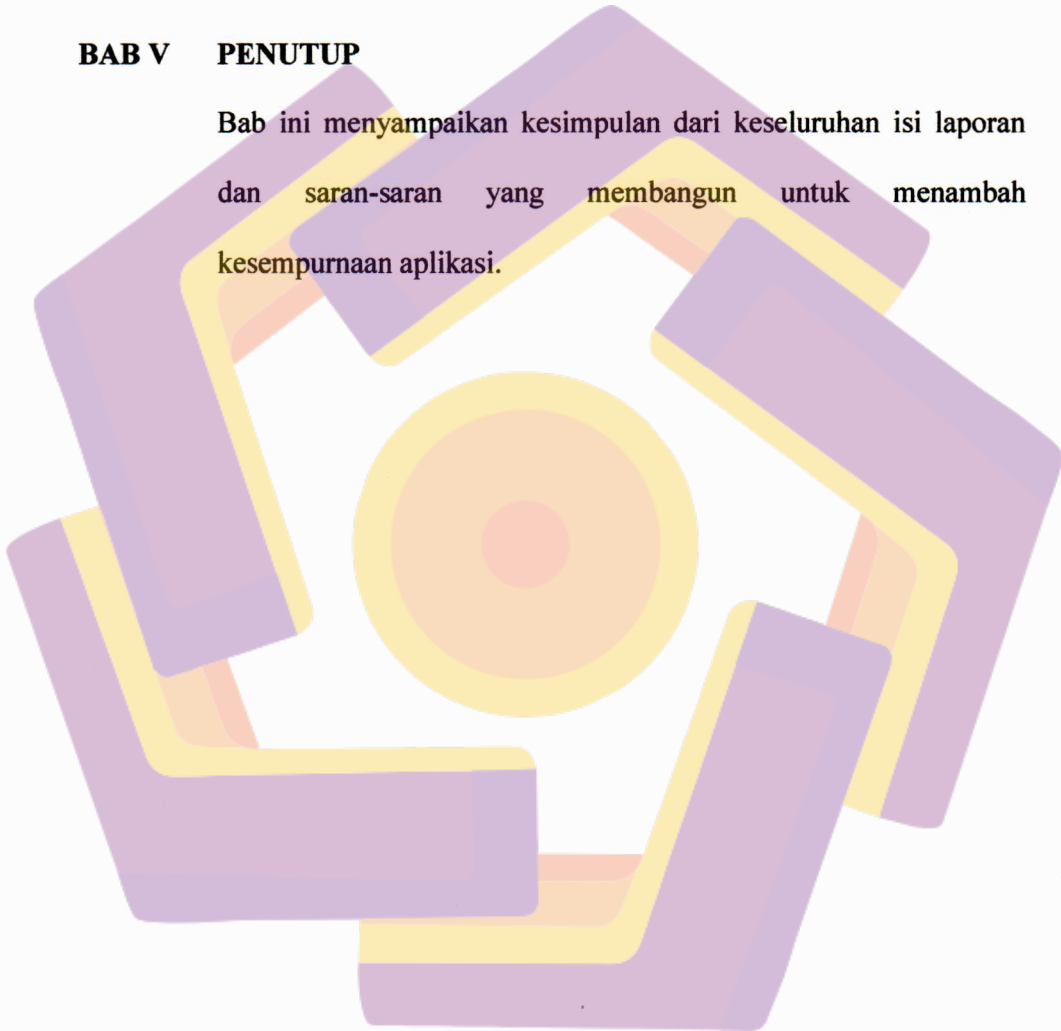 BAB V PENUTUP
Bab ini menyampaikan kesimpulan dari keseluruhan isi laporan
dan saran-saran yang membangun untuk menambah
kesempurnaan aplikasi.